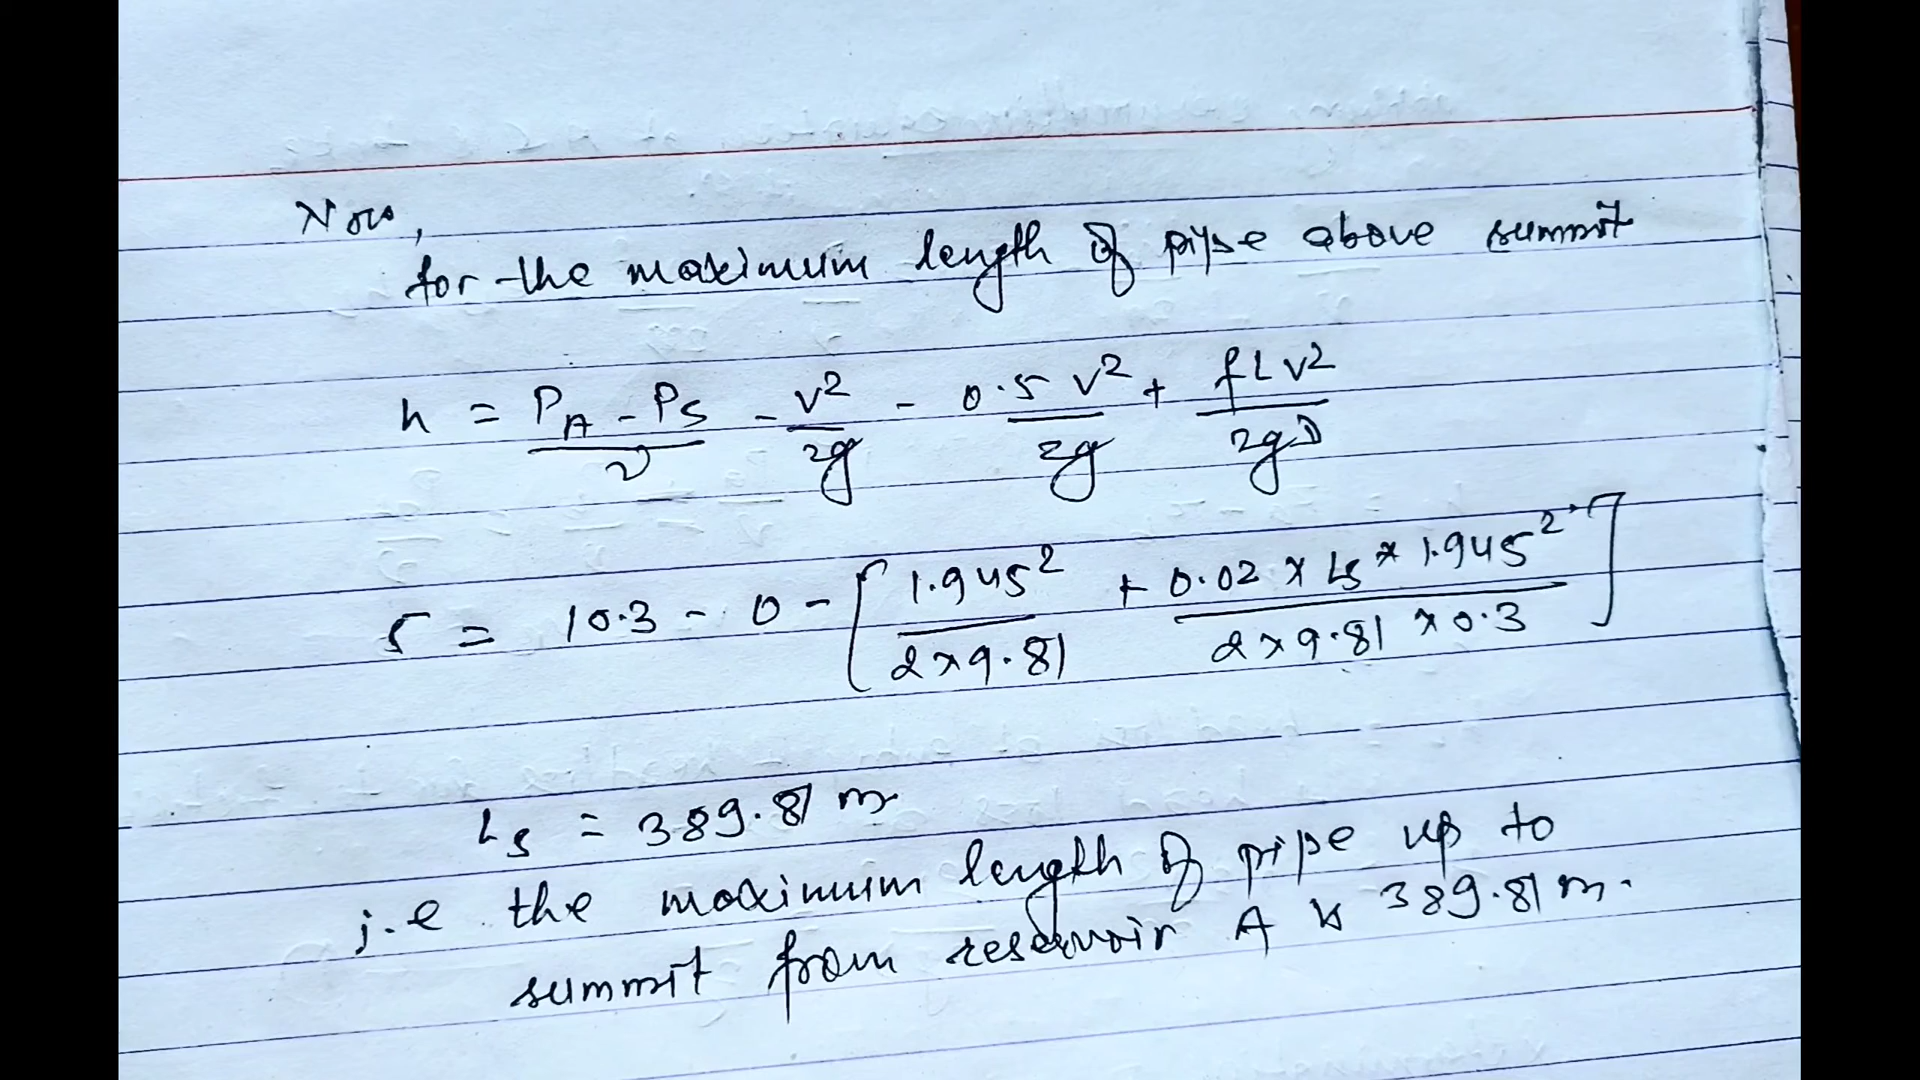 Now,
for the maximum length of pipe above summit
h = (P_A - P_S)/ν - v²/2g - 0.5 v²/2g + fLv²/2gD
5 = 10.3 - 0 - [1.945²/(2×9.81) + (0.02 × Ls × 1.945²)/(2×9.81×0.3)]
Ls = 389.81 m
i.e the maximum length of pipe up to
summit from reservoir A is 389.81 m.